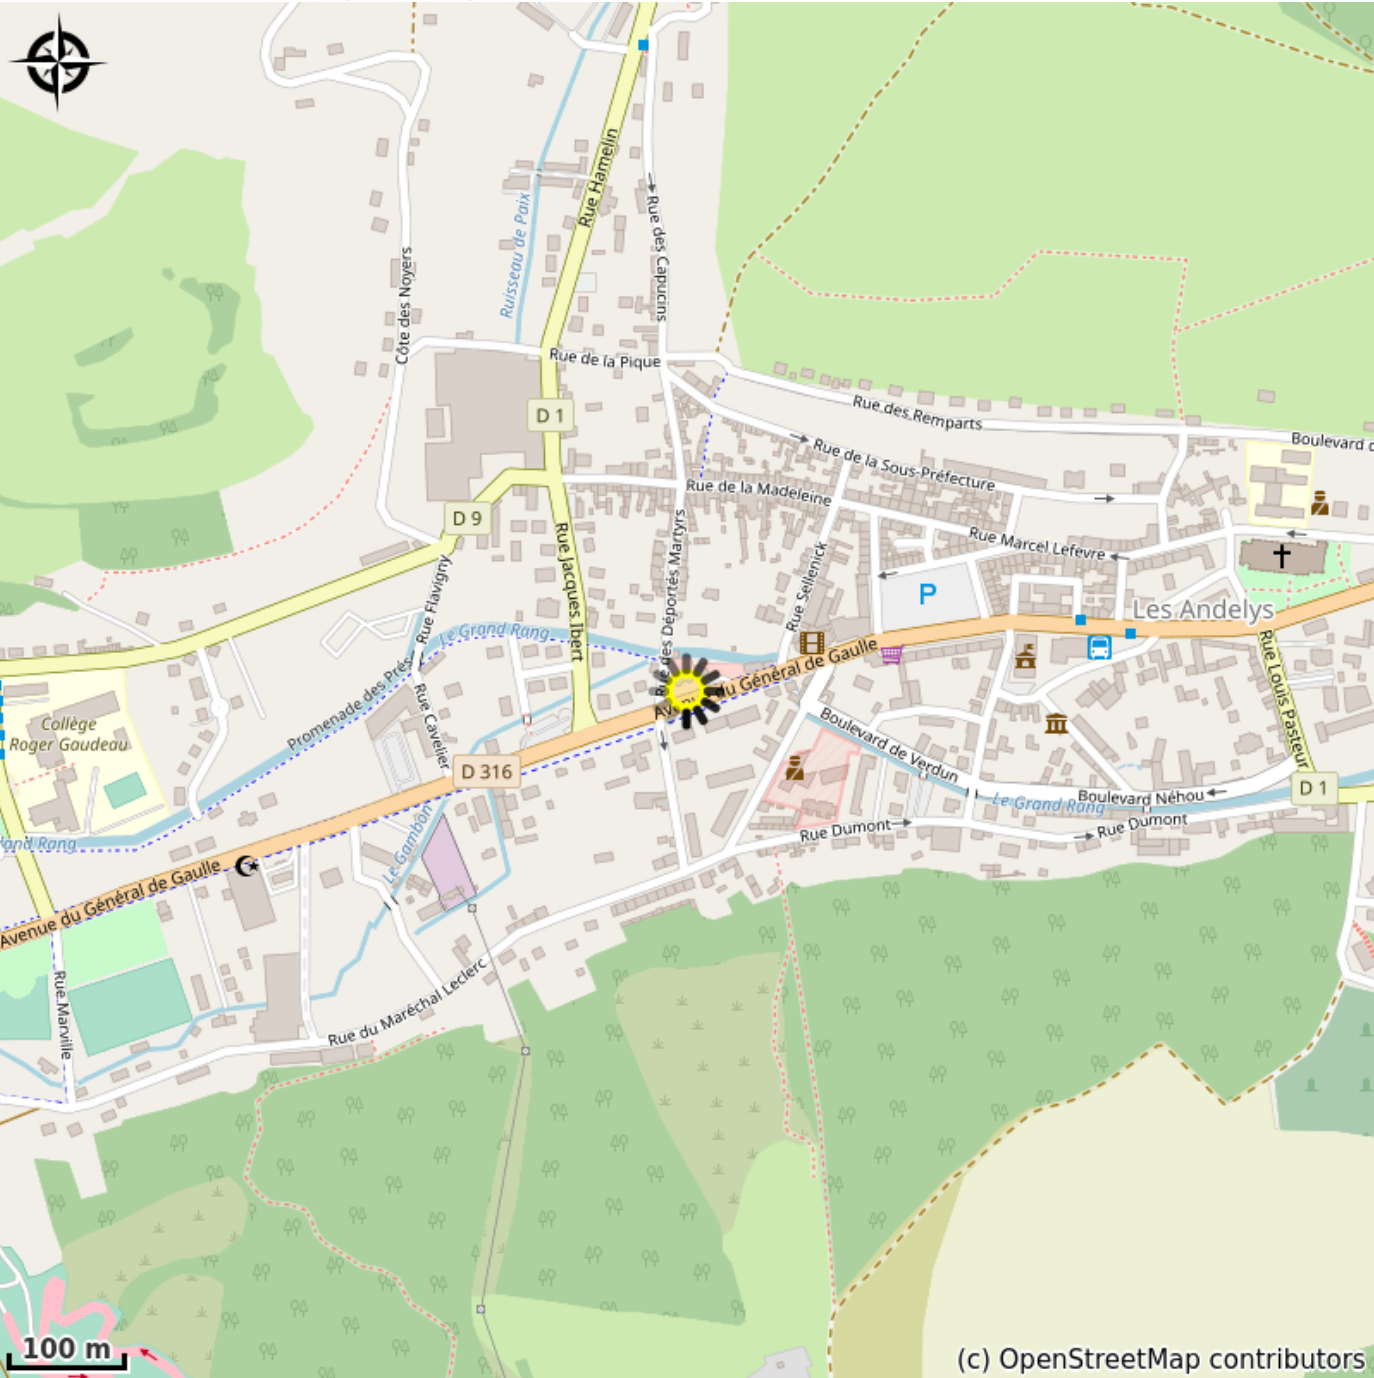 Rue Hamelin
Ruisseau de Paix
Rue des Capucins
Côte des Noyers
Rue de la Pique
D 1
Rue des Remparts
Boulevard d
Rue de la Sous-Préfecture
Rue de la Madeleine
D 9
Rue Marcel Lefèvre
Rue Jacques Ibert
Rue des Déportés Martyrs
Rue Sellenick
Rue Flavigny
P
Les Andelys
Le Grand Rang
du Général de Gaulle
Promenade des Prés
Rue Cavelier
Rue Louis Pasteur
Collège
Roger Gaudeau
Boulevard de Verdun
D 316
D 1
Le Grand Rang
Boulevard Néhou
Rue Dumont
Rue Dumont
and Rang
Le Gambon
Avenue du Général de Gaulle
Rue Marville
Rue du Maréchal Leclerc
100 m
(c) OpenStreetMap contributors